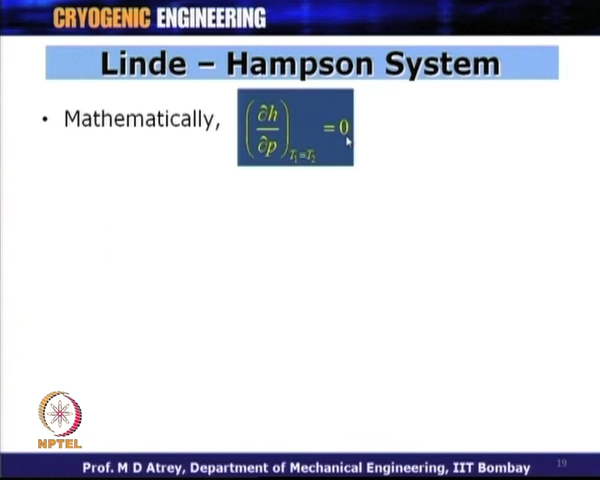 CRYOGENIC ENGINEERING
Linde – Hampson System
• Mathematically, (∂h/∂p)_{T₁=T₂} = 0
NPTEL
Prof. M D Atrey, Department of Mechanical Engineering, IIT Bombay
19